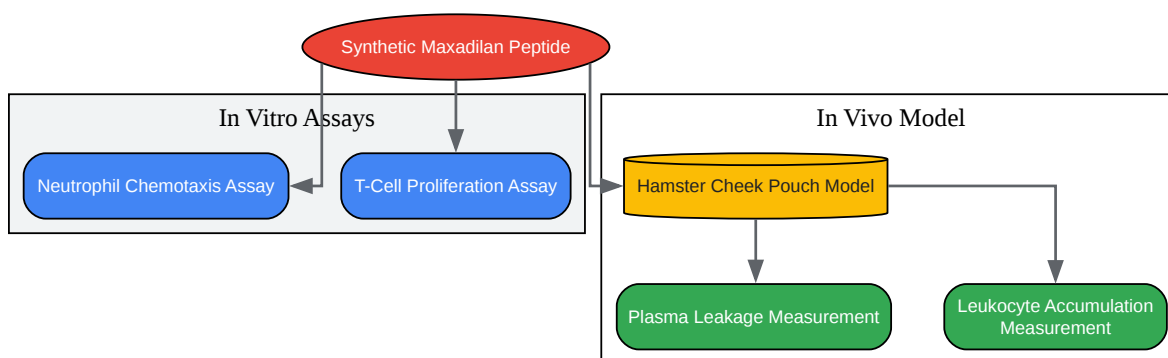 Synthetic Maxadilan Peptide
In Vitro Assays
In Vivo Model
Neutrophil Chemotaxis Assay
T-Cell Proliferation Assay
Hamster Cheek Pouch Model
Plasma Leakage Measurement
Leukocyte Accumulation
Measurement